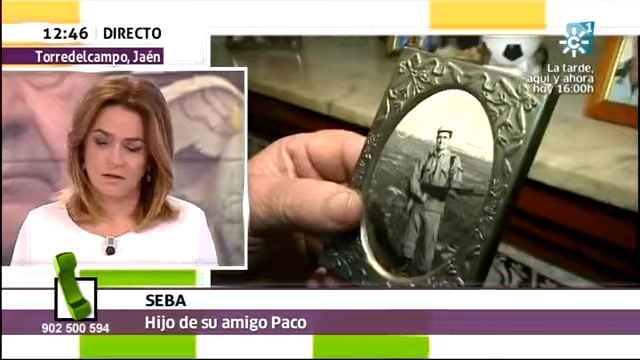 12:46 DIRECTO
Torredelcampo, Jaén
1
La tarde,
aquí y ahora
hoy 16:00h
SEBA
Hijo de su amigo Paco
902 500 594